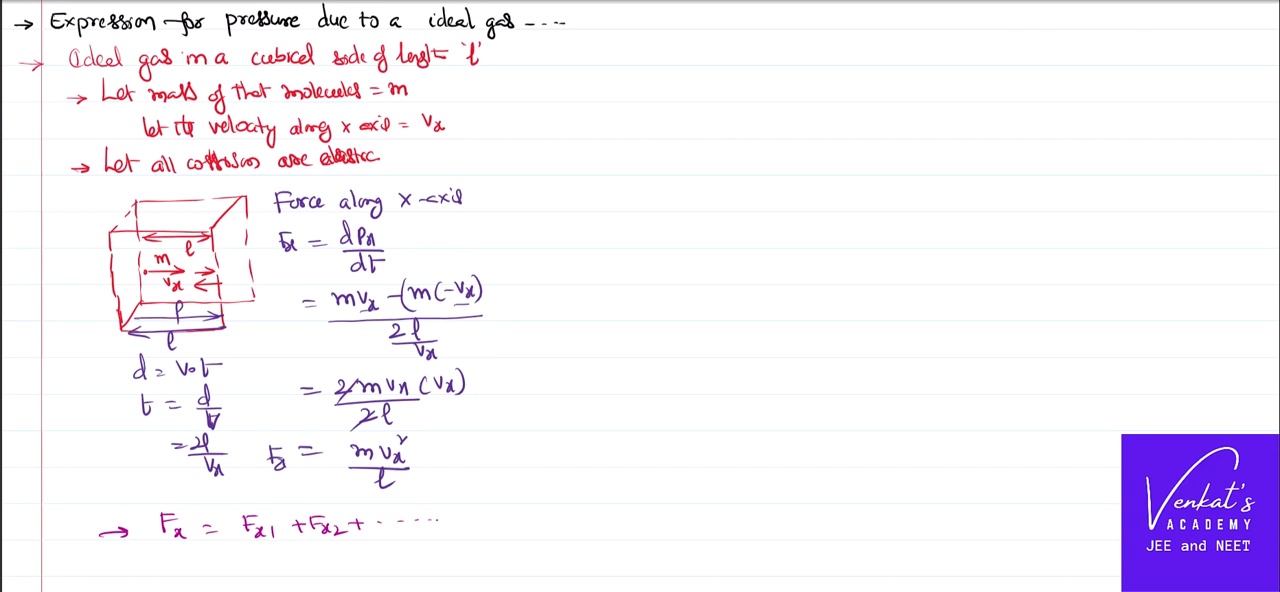 → Expression for pressure due to a ideal gas ----
→ Ideal gas in a cubical side of length 'l'
→ Let mass of that molecules = m
let its velocity along x axis = vx
→ Let all collisions are elastic
Force along x-axis
Fx = dPx/dt
= mvx - (m(-vx) / 2l/vx
= 2mvx(vx) / 2l
Fx = mvx² / l
l
m
vx
P
l
d = v·t
t = d/v
= 2l/vx
→ Fx = Fx1 + Fx2 + ······
Venkat's
ACADEMY
JEE and NEET